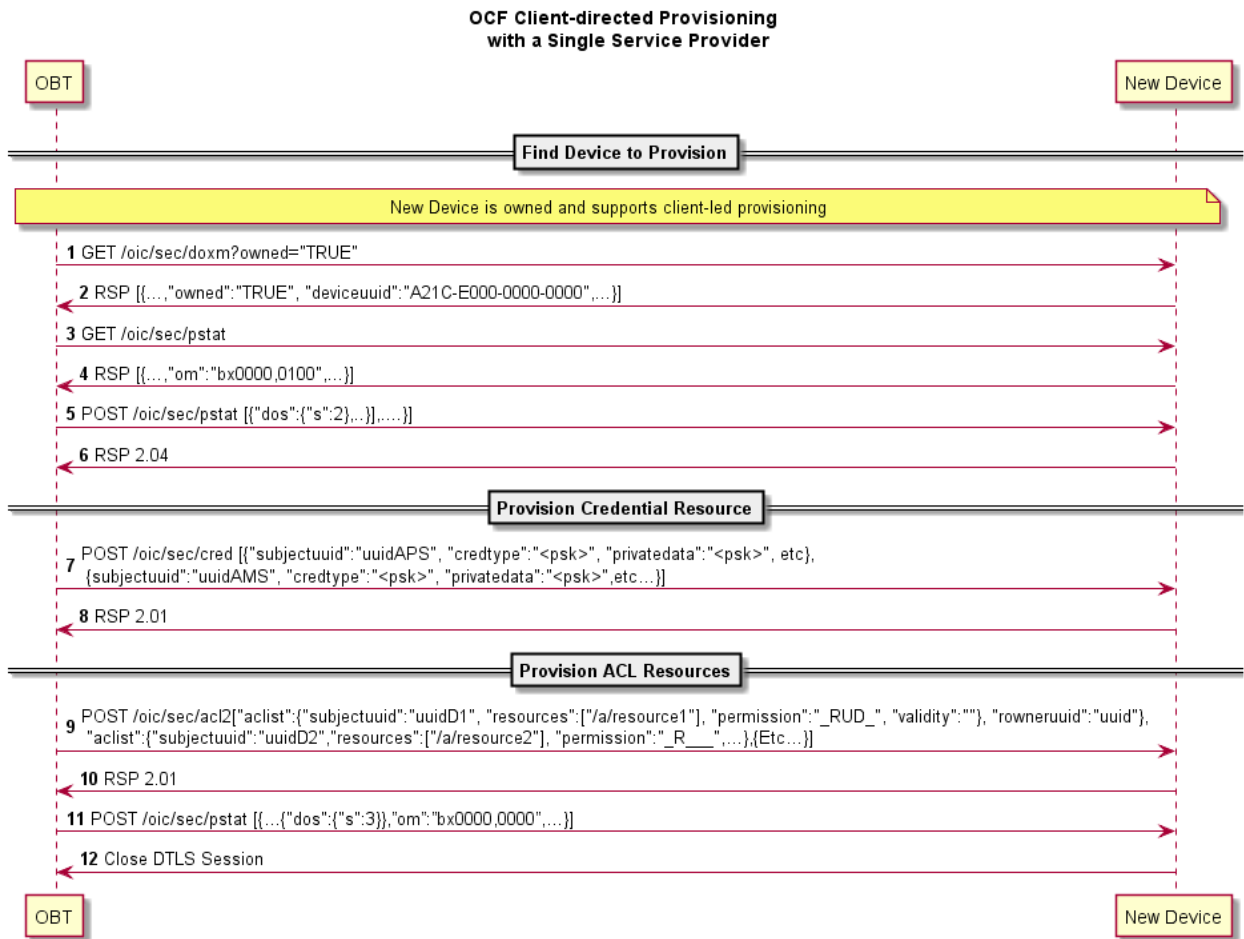 OCF Client-directed Provisioning
with a Single Service Provider
OBT
New Device
Find Device to Provision
New Device is owned and supports client-led provisioning
1 GET /oic/sec/doxm?owned="TRUE"
2 RSP [{…,"owned":"TRUE", "deviceuuid":"A21C-E000-0000-0000",…}]
3 GET /oic/sec/pstat
4 RSP [{…,"om":"bx0000,0100",…}]
5 POST /oic/sec/pstat [{"dos":{"s":2},..}],….}]
6 RSP 2.04
Provision Credential Resource
7 POST /oic/sec/cred [{"subjectuuid":"uuidAPS", "credtype":"<psk>", "privatedata":"<psk>", etc},
{subjectuuid":"uuidAMS", "credtype":"<psk>", "privatedata":"<psk>",etc…}]
8 RSP 2.01
Provision ACL Resources
9 POST /oic/sec/acl2["aclist":{"subjectuuid":"uuidD1", "resources":["/a/resource1"], "permission":"_RUD_", "validity":""}, "rowneruuid":"uuid"},
"aclist":{"subjectuuid":"uuidD2","resources":["/a/resource2"], "permission":"_R___",…},{Etc…}]
10 RSP 2.01
11 POST /oic/sec/pstat [{…{"dos":{"s":3}},"om":"bx0000,0000",…}]
12 Close DTLS Session
OBT
New Device